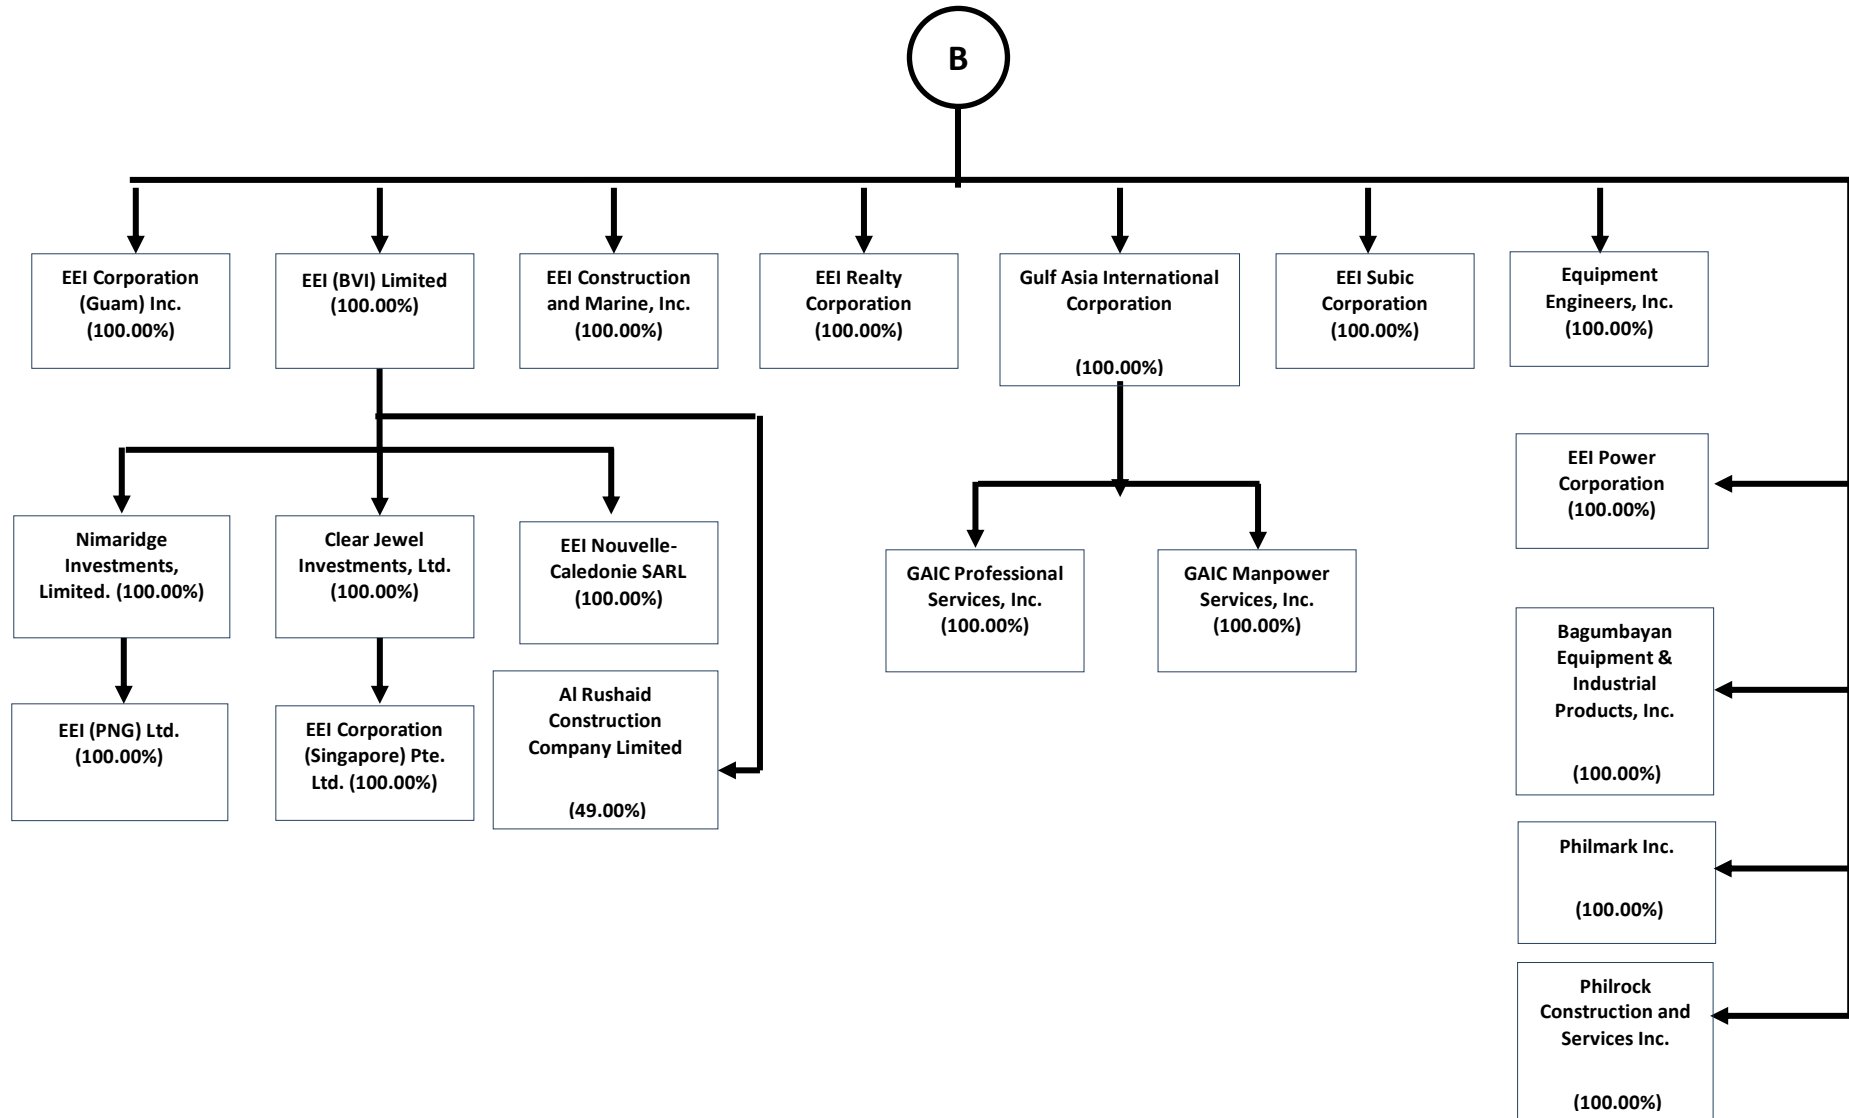 B
EEI Corporation
(Guam) Inc.
(100.00%)
EEI (BVI) Limited
(100.00%)
EEI Construction
and Marine, Inc.
(100.00%)
EEI Realty
Corporation
(100.00%)
Gulf Asia International
Corporation
(100.00%)
EEI Subic
Corporation
(100.00%)
Equipment
Engineers, Inc.
(100.00%)
EEI Power
Corporation
(100.00%)
Nimaridge
Investments,
Limited. (100.00%)
Clear Jewel
Investments, Ltd.
(100.00%)
EEI Nouvelle-
Caledonie SARL
(100.00%)
GAIC Professional
Services, Inc.
(100.00%)
GAIC Manpower
Services, Inc.
(100.00%)
Bagumbayan
Equipment &
Industrial
Products, Inc.
(100.00%)
EEI (PNG) Ltd.
(100.00%)
EEI Corporation
(Singapore) Pte.
Ltd. (100.00%)
Al Rushaid
Construction
Company Limited
(49.00%)
Philmark Inc.
(100.00%)
Philrock
Construction and
Services Inc.
(100.00%)